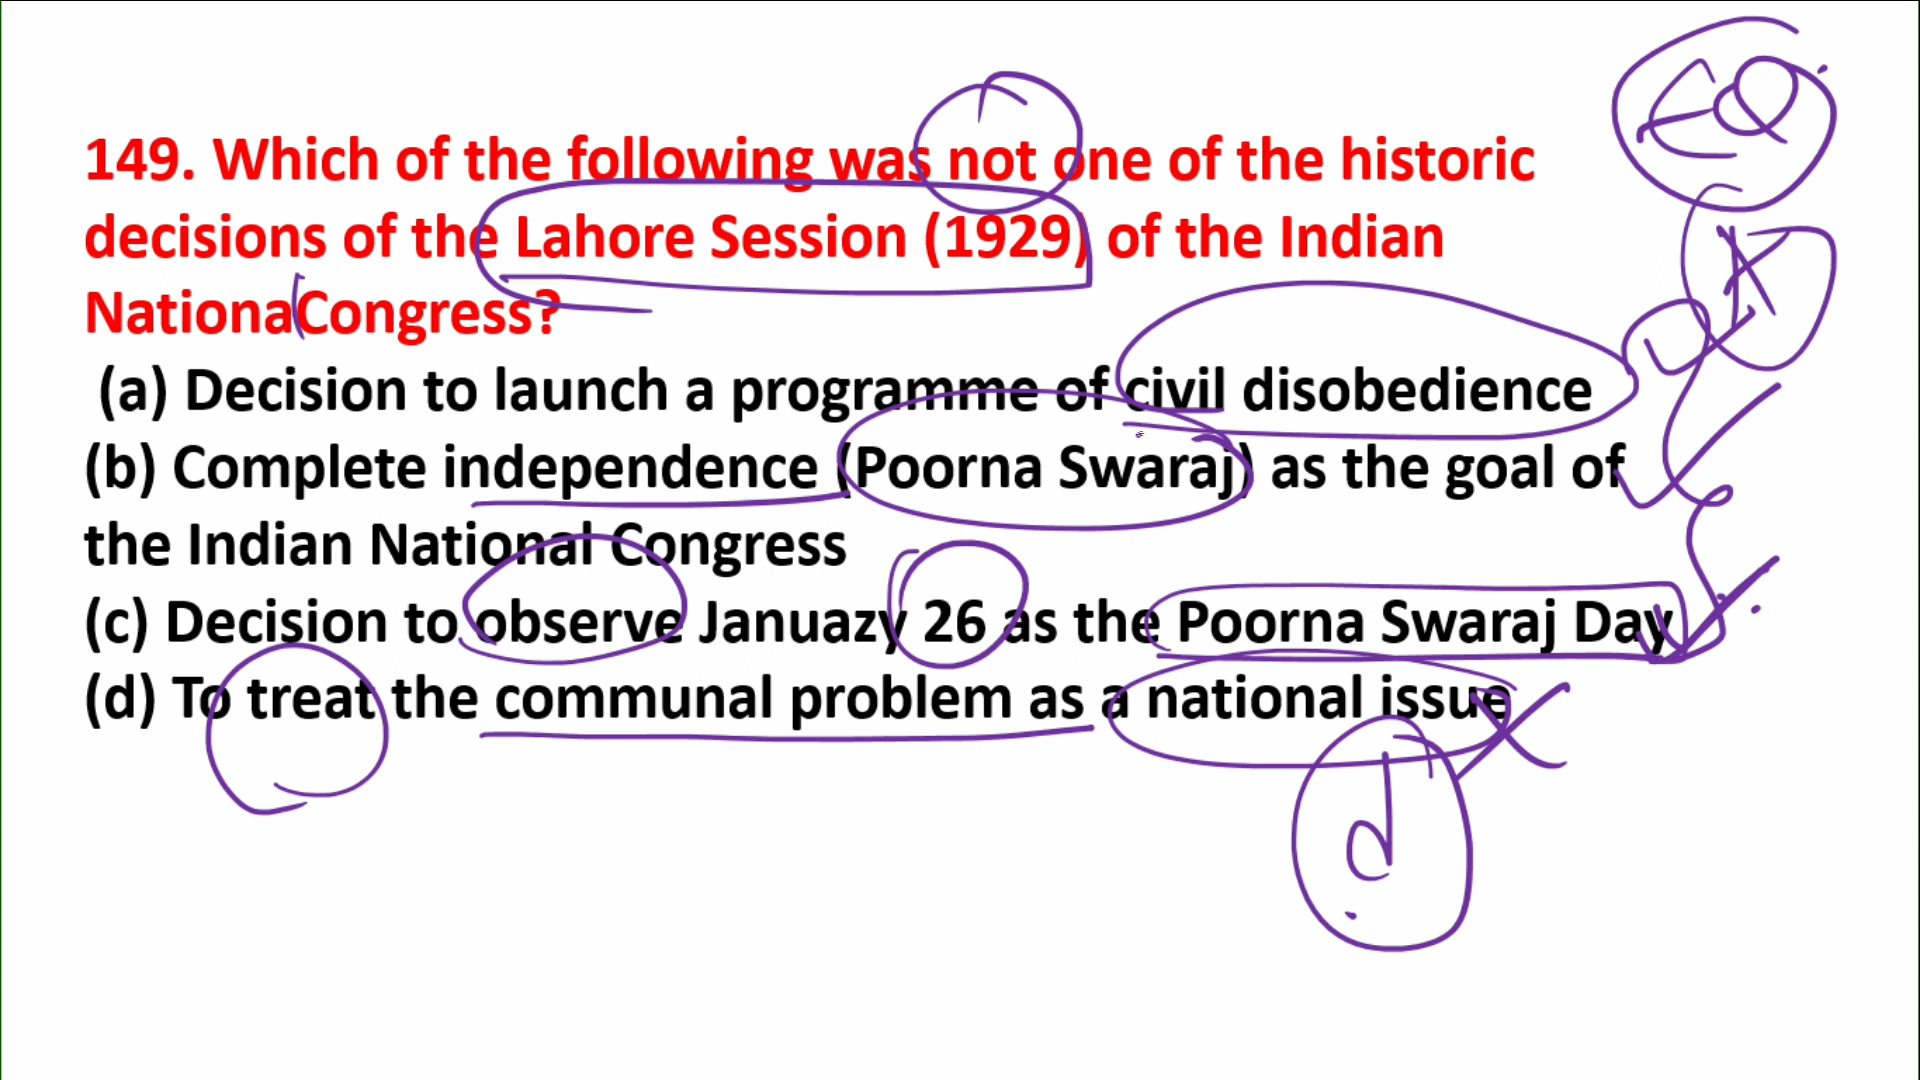 149. Which of the following was not one of the historic
decisions of the Lahore Session (1929) of the Indian
NationalCongress?
(a) Decision to launch a programme of civil disobedience
(b) Complete independence (Poorna Swaraj) as the goal of
the Indian National Congress
(c) Decision to observe Januazy 26 as the Poorna Swaraj Day
(d) To treat the communal problem as a national issue
d